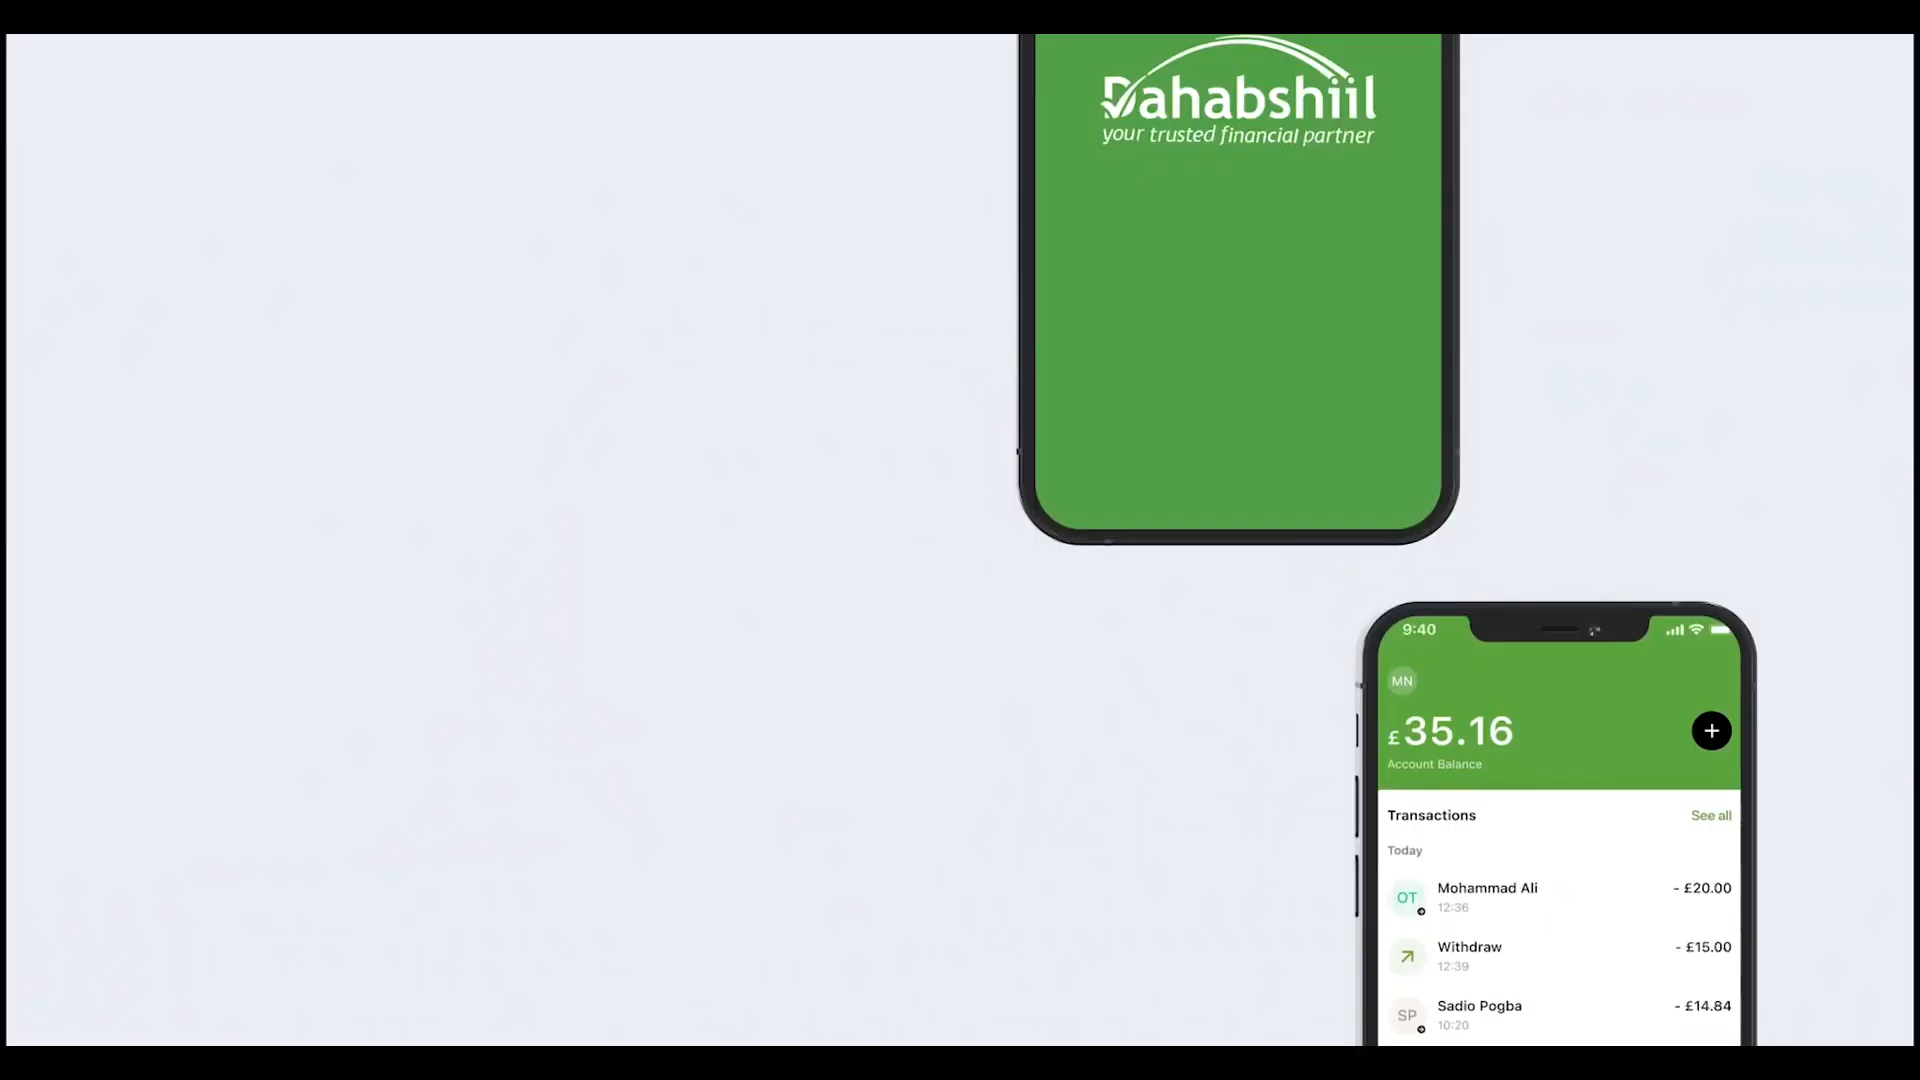 Dahabshiil
your trusted financial partner
9:40
MN
£35.16
+
Account Balance
Transactions
See all
Today
OT
Mohammad Ali
- £20.00
12:36
Withdraw
- £15.00
12:39
SP
Sadio Pogba
- £14.84
10:20